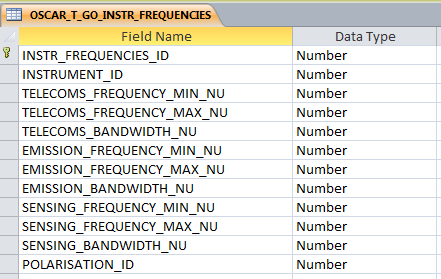 OSCAR_T_GO_INSTR_FREQUENCIES
Field Name Data Type
INSTR_FREQUENCIES_ID Number
INSTRUMENT_ID Number
TELECOMS_FREQUENCY_MIN_NU Number
TELECOMS_FREQUENCY_MAX_NU Number
TELECOMS_BANDWIDTH_NU Number
EMISSION_FREQUENCY_MIN_NU Number
EMISSION_FREQUENCY_MAX_NU Number
EMISSION_BANDWIDTH_NU Number
SENSING_FREQUENCY_MIN_NU Number
SENSING_FREQUENCY_MAX_NU Number
SENSING_BANDWIDTH_NU Number
POLARISATION_ID Number